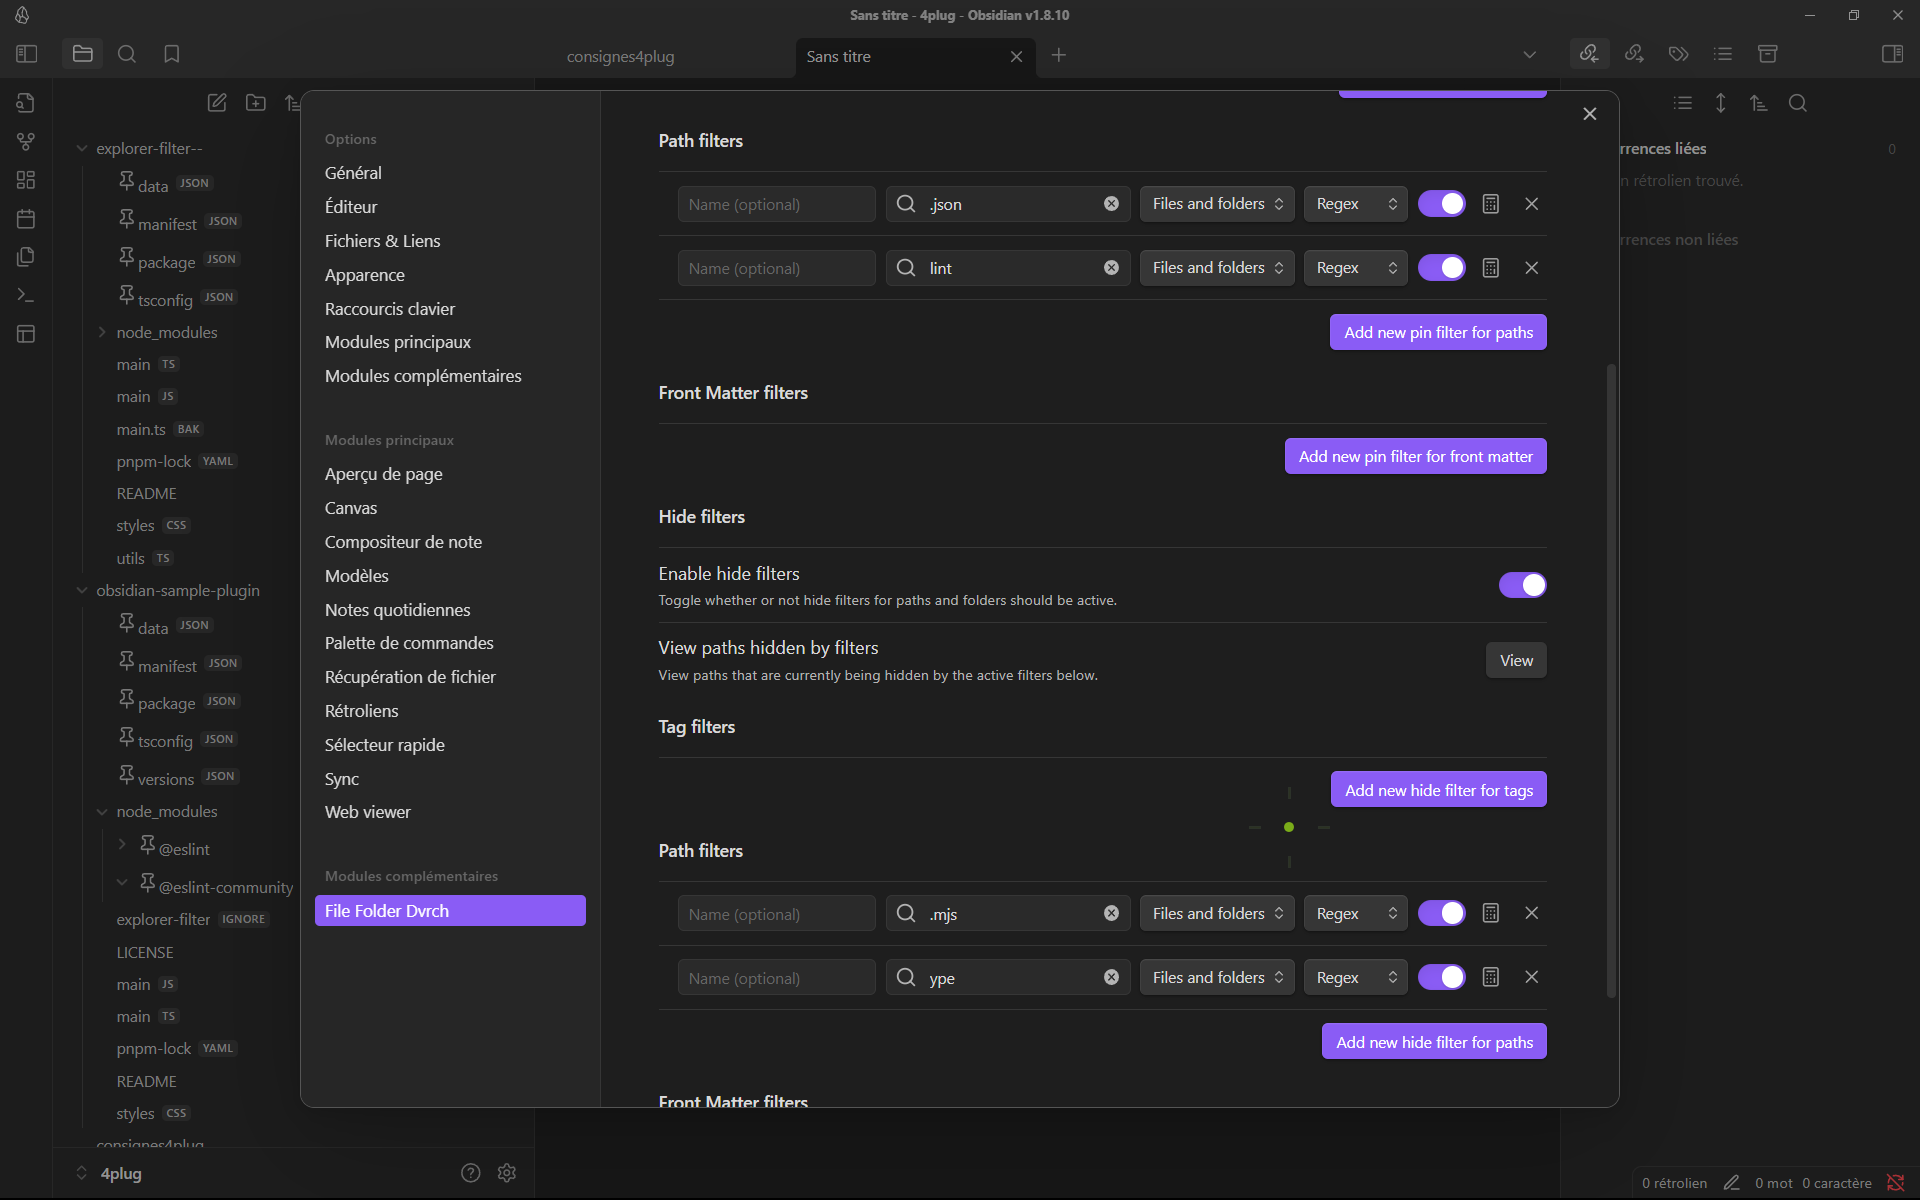 Sans titre - 4plug - Obsidian v1.8.10
consignes4plug
Sans titre
explorer-filter--
data JSON
manifest JSON
package JSON
tsconfig JSON
node_modules
main TS
main JS
main.ts BAK
pnpm-lock YAML
README
styles CSS
utils TS
obsidian-sample-plugin
data JSON
manifest JSON
package JSON
tsconfig JSON
versions JSON
node_modules
@eslint
@eslint-community
explorer-filter IGNORE
LICENSE
main JS
main TS
pnpm-lock YAML
README
styles CSS
consignes4plug
4plug
Options
Général
Éditeur
Fichiers & Liens
Apparence
Raccourcis clavier
Modules principaux
Modules complémentaires
Modules principaux
Aperçu de page
Canvas
Compositeur de note
Modèles
Notes quotidiennes
Palette de commandes
Récupération de fichier
Rétroliens
Sélecteur rapide
Sync
Web viewer
Modules complémentaires
File Folder Dvrch
Path filters
Name (optional) .json Files and folders Regex
Name (optional) lint Files and folders Regex
Add new pin filter for paths
Front Matter filters
Add new pin filter for front matter
Hide filters
Enable hide filters
Toggle whether or not hide filters for paths and folders should be active.
View paths hidden by filters
View paths that are currently being hidden by the active filters below.
View
Tag filters
Add new hide filter for tags
Path filters
Name (optional) .mjs Files and folders Regex
Name (optional) ype Files and folders Regex
Add new hide filter for paths
Front Matter filters
rrences liées 0
n rétrolien trouvé.
rrences non liées
0 rétrolien 0 mot 0 caractère